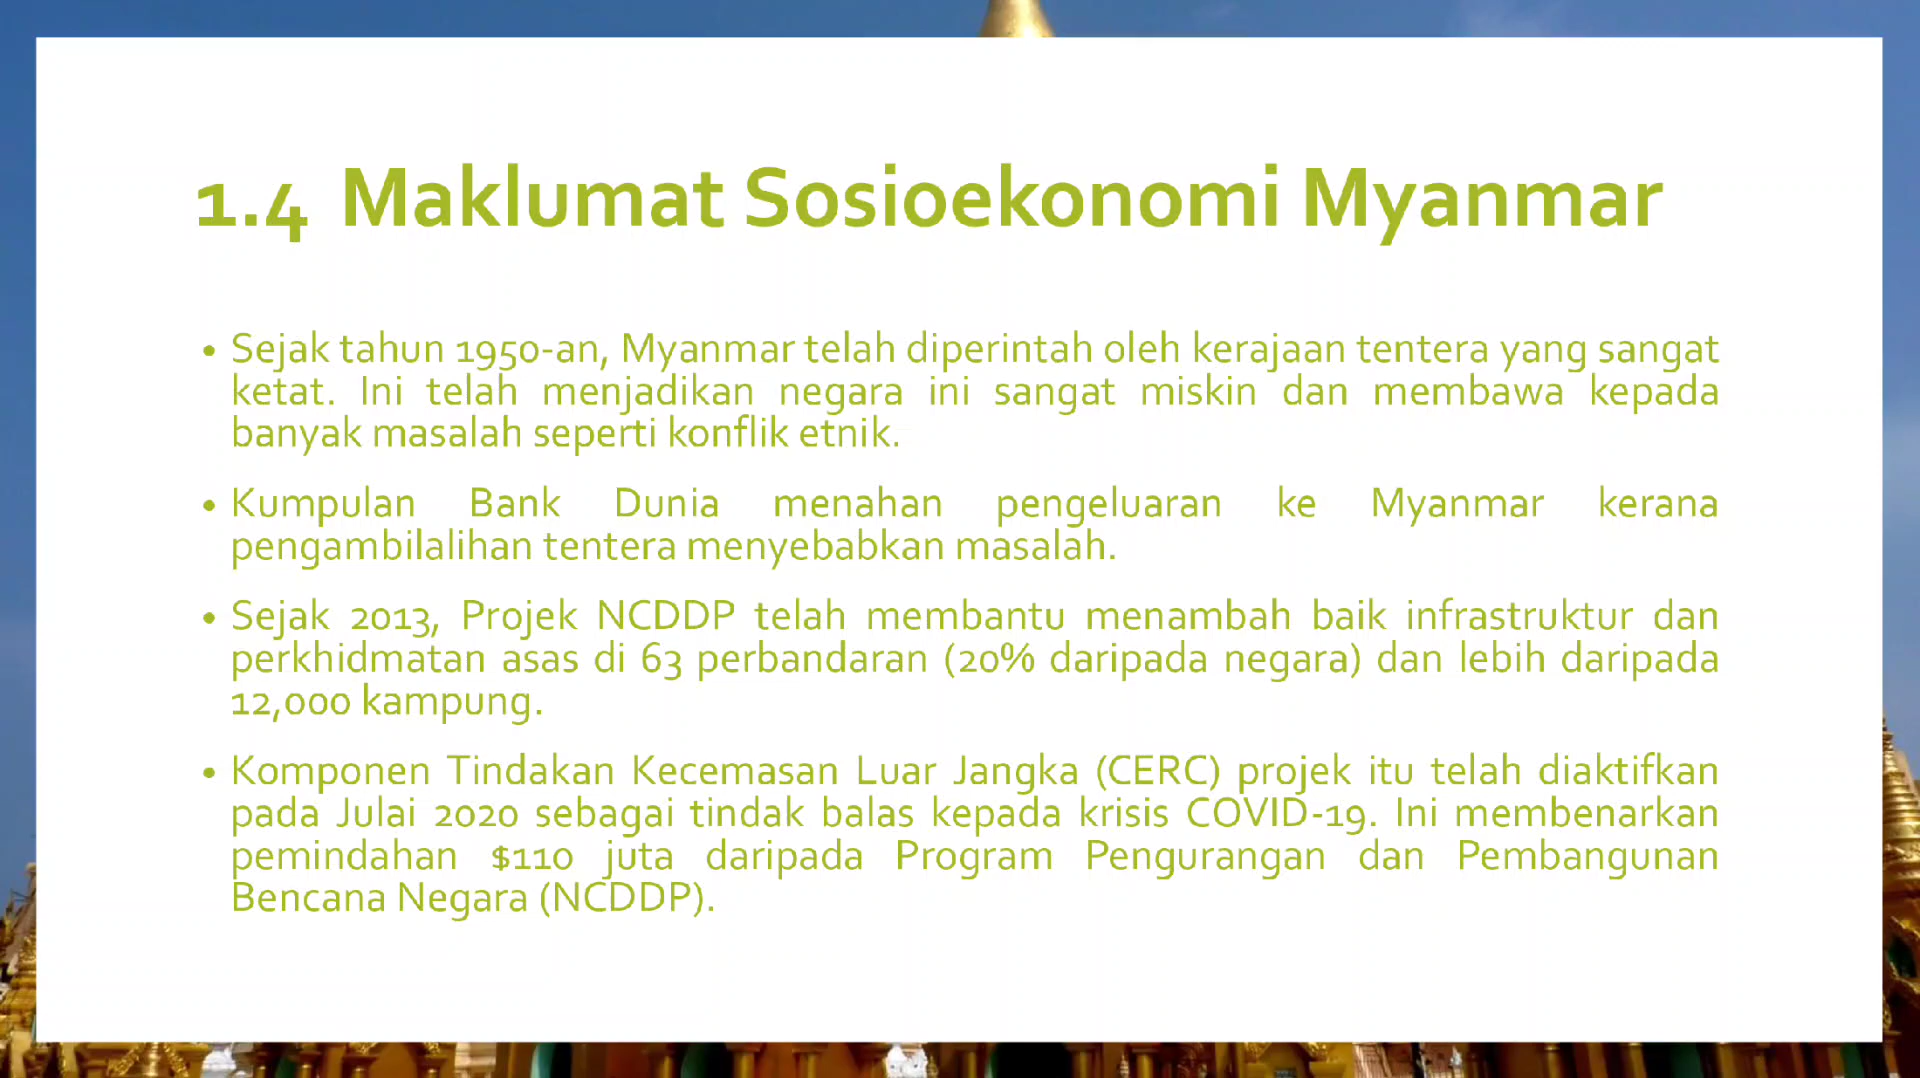 1.4 Maklumat Sosioekonomi Myanmar
• Sejak tahun 1950-an, Myanmar telah diperintah oleh kerajaan tentera yang sangat
ketat. Ini telah menjadikan negara ini sangat miskin dan membawa kepada
banyak masalah seperti konflik etnik.
• Kumpulan Bank Dunia menahan pengeluaran ke Myanmar kerana
pengambilalihan tentera menyebabkan masalah.
• Sejak 2013, Projek NCDDP telah membantu menambah baik infrastruktur dan
perkhidmatan asas di 63 perbandaran (20% daripada negara) dan lebih daripada
12,000 kampung.
• Komponen Tindakan Kecemasan Luar Jangka (CERC) projek itu telah diaktifkan
pada Julai 2020 sebagai tindak balas kepada krisis COVID-19. Ini membenarkan
pemindahan $110 juta daripada Program Pengurangan dan Pembangunan
Bencana Negara (NCDDP).